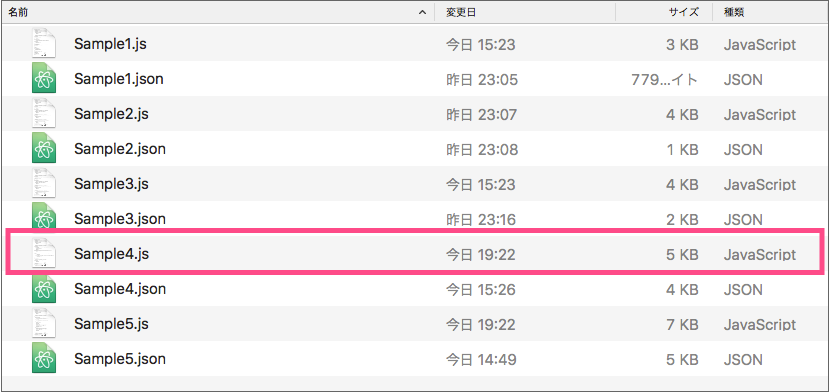 名前 変更日 サイズ 種類
Sample1.js 今日 15:23 3 KB JavaScript
Sample1.json 昨日 23:05 779...イト JSON
Sample2.js 昨日 23:07 4 KB JavaScript
Sample2.json 昨日 23:08 1 KB JSON
Sample3.js 今日 15:23 4 KB JavaScript
Sample3.json 昨日 23:16 2 KB JSON
Sample4.js 今日 19:22 5 KB JavaScript
Sample4.json 今日 15:26 4 KB JSON
Sample5.js 今日 19:22 7 KB JavaScript
Sample5.json 今日 14:49 5 KB JSON